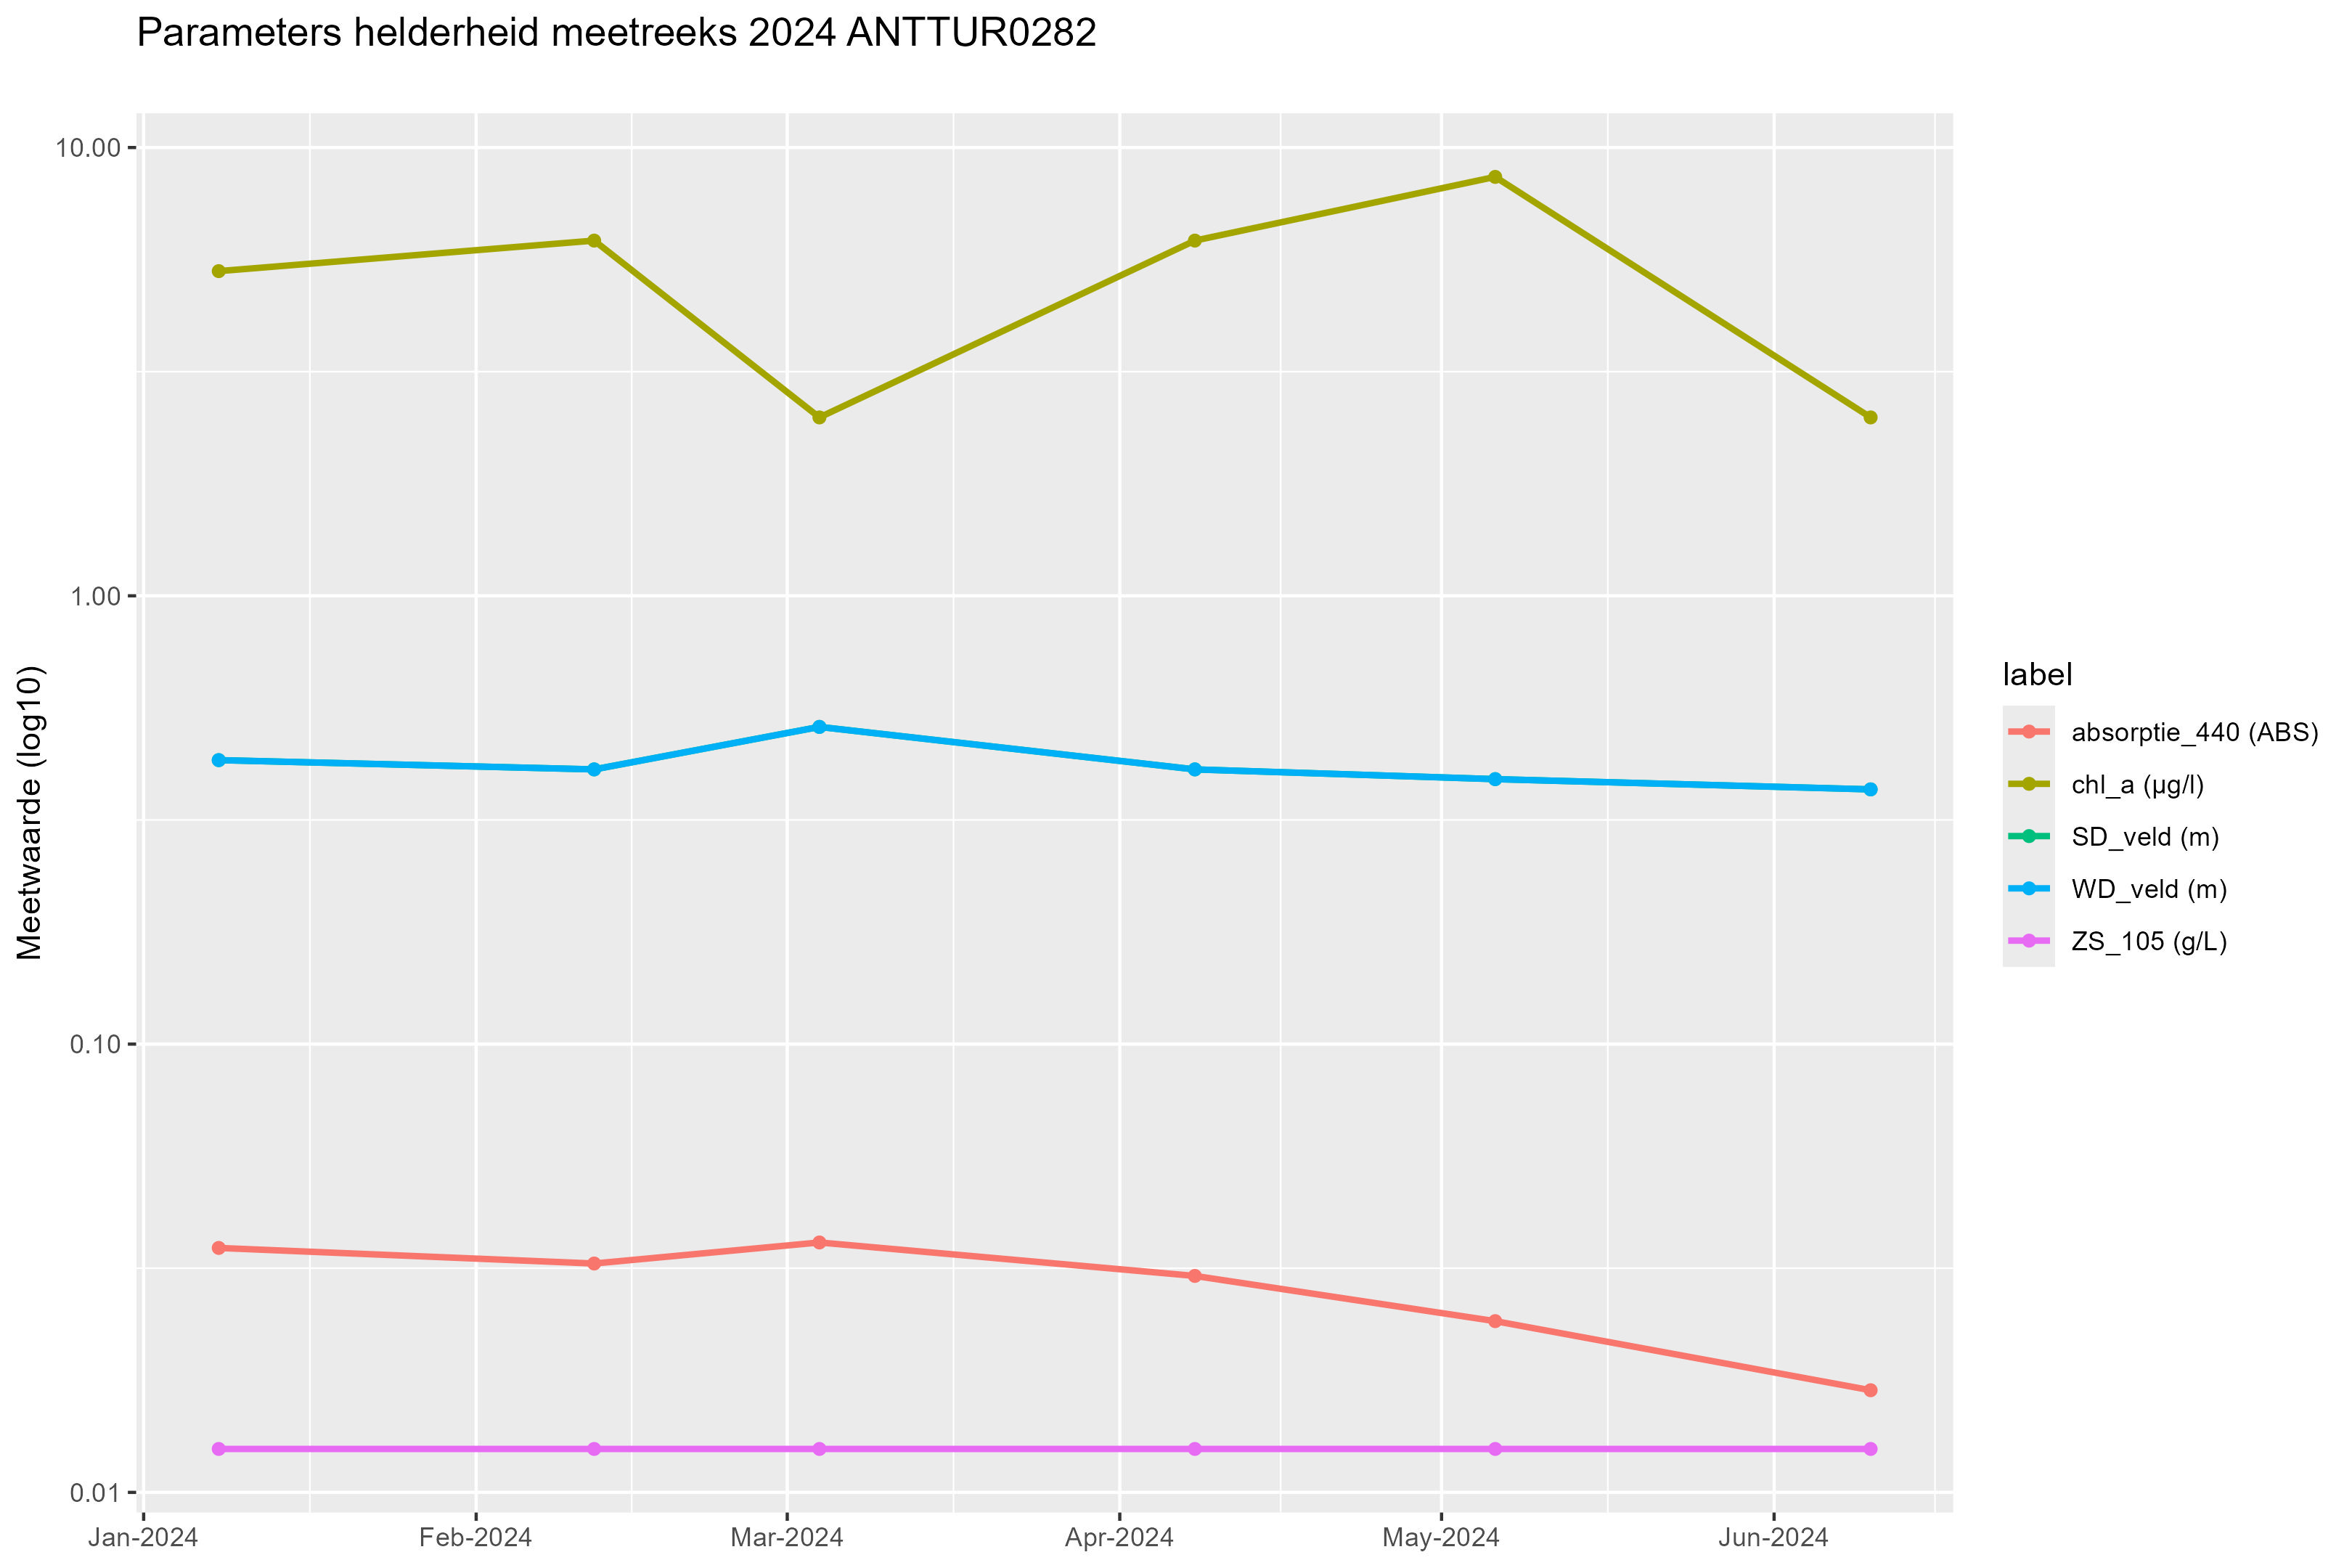 Parameters helderheid meetreeks 2024 ANTTUR0282
Meetwaarde (log10)
10.00
1.00
0.10
0.01
Jan-2024
Feb-2024
Mar-2024
Apr-2024
May-2024
Jun-2024
label
absorptie_440 (ABS)
chl_a (µg/l)
SD_veld (m)
WD_veld (m)
ZS_105 (g/L)